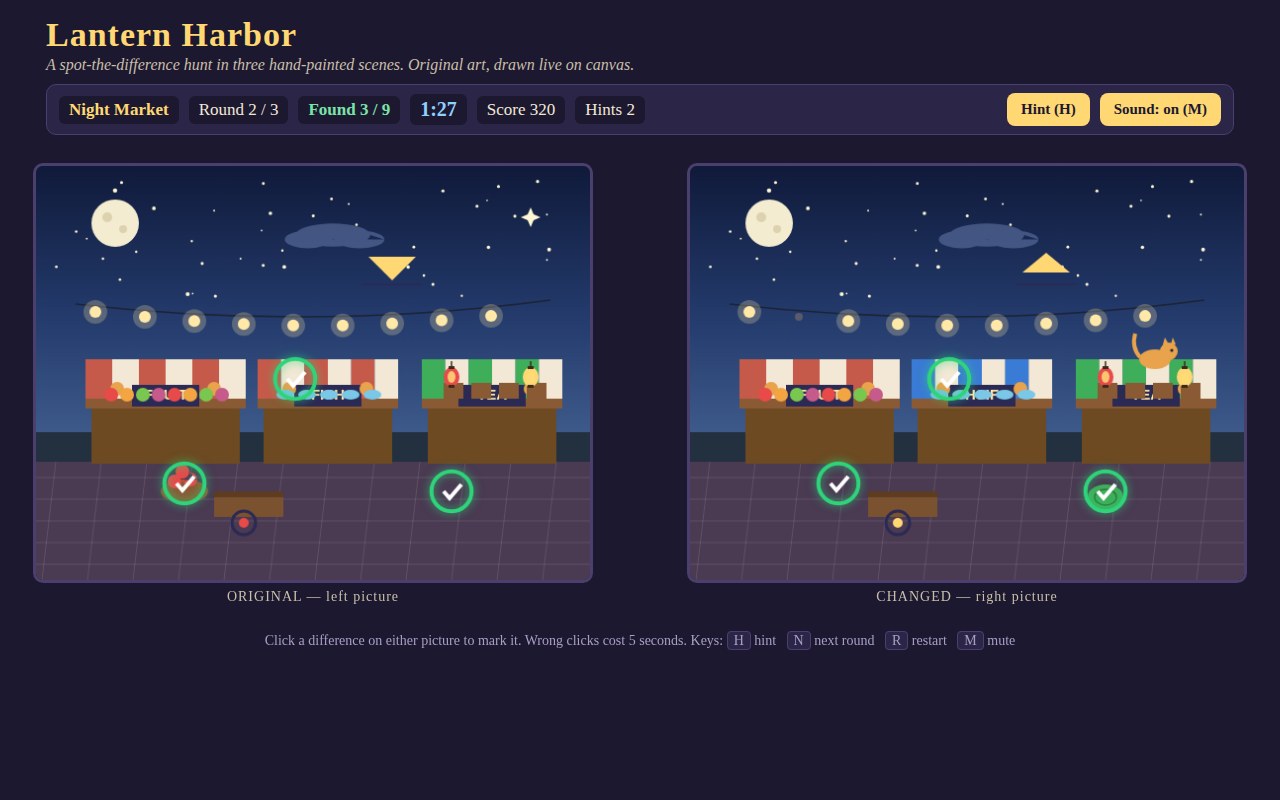 Lantern Harbor
A spot-the-difference hunt in three hand-painted scenes. Original art, drawn live on canvas.
Night Market
Round 2 / 3
Found 3 / 9
1:27
Score 320
Hints 2
Hint (H)
Sound: on (M)
ORIGINAL — left picture
CHANGED — right picture
Click a difference on either picture to mark it. Wrong clicks cost 5 seconds. Keys: H hint N next round R restart M mute